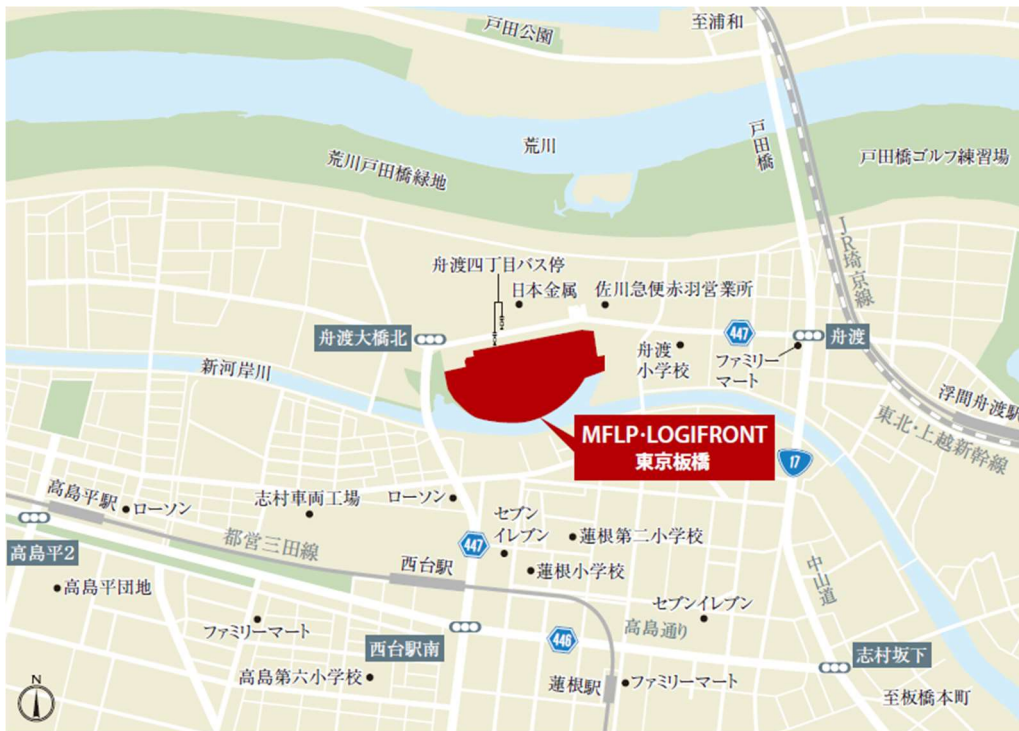 戸田公園
至浦和
荒川
戸田橋
荒川戸田橋緑地
戸田橋ゴルフ練習場
JR埼京線
舟渡四丁目バス停
日本金属
佐川急便赤羽営業所
舟渡大橋北
447
舟渡
舟渡
小学校
ファミリー
マート
新河岸川
浮間舟渡駅
東北・上越新幹線
MFLP・LOGIFRONT
東京板橋
17
高島平駅
ローソン
志村車両工場
ローソン
セブン
イレブン
蓮根第二小学校
高島平2
都営三田線
447
西台駅
蓮根小学校
中山道
高島平団地
セブンイレブン
ファミリーマート
高島通り
西台駅南
446
志村坂下
高島第六小学校
蓮根駅
ファミリーマート
至板橋本町
N